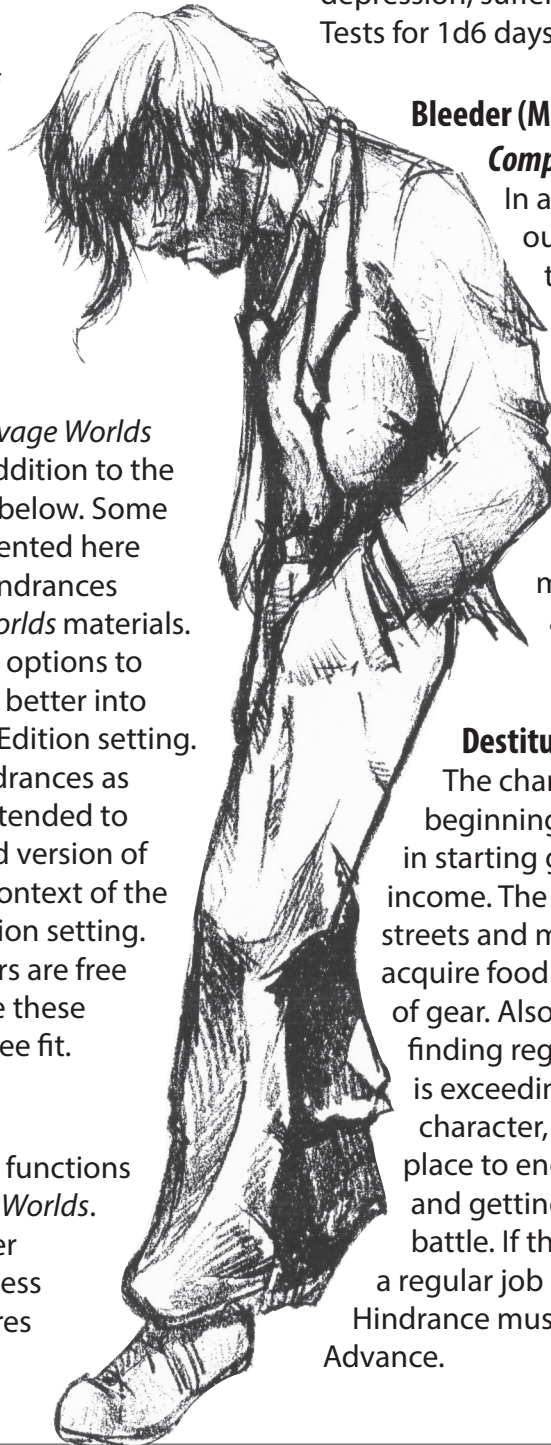 vage Worlds
ddition to the
below. Some
ented here
ndrances
orlds materials.
options to
better into
Edition setting.
drances as
tended to
d version of
ontext of the
ion setting.
rs are free
e these
ee fit.
functions
Worlds.
er
ess
res
depression, suffer
Tests for 1d6 days
Bleeder (M
Comp
In a
ou
t
m
Destitu
The char
beginning
in starting g
income. The
streets and m
acquire food
of gear. Also
finding reg
is exceedin
character,
place to end
and getting
battle. If th
a regular job
Hindrance mus
Advance.